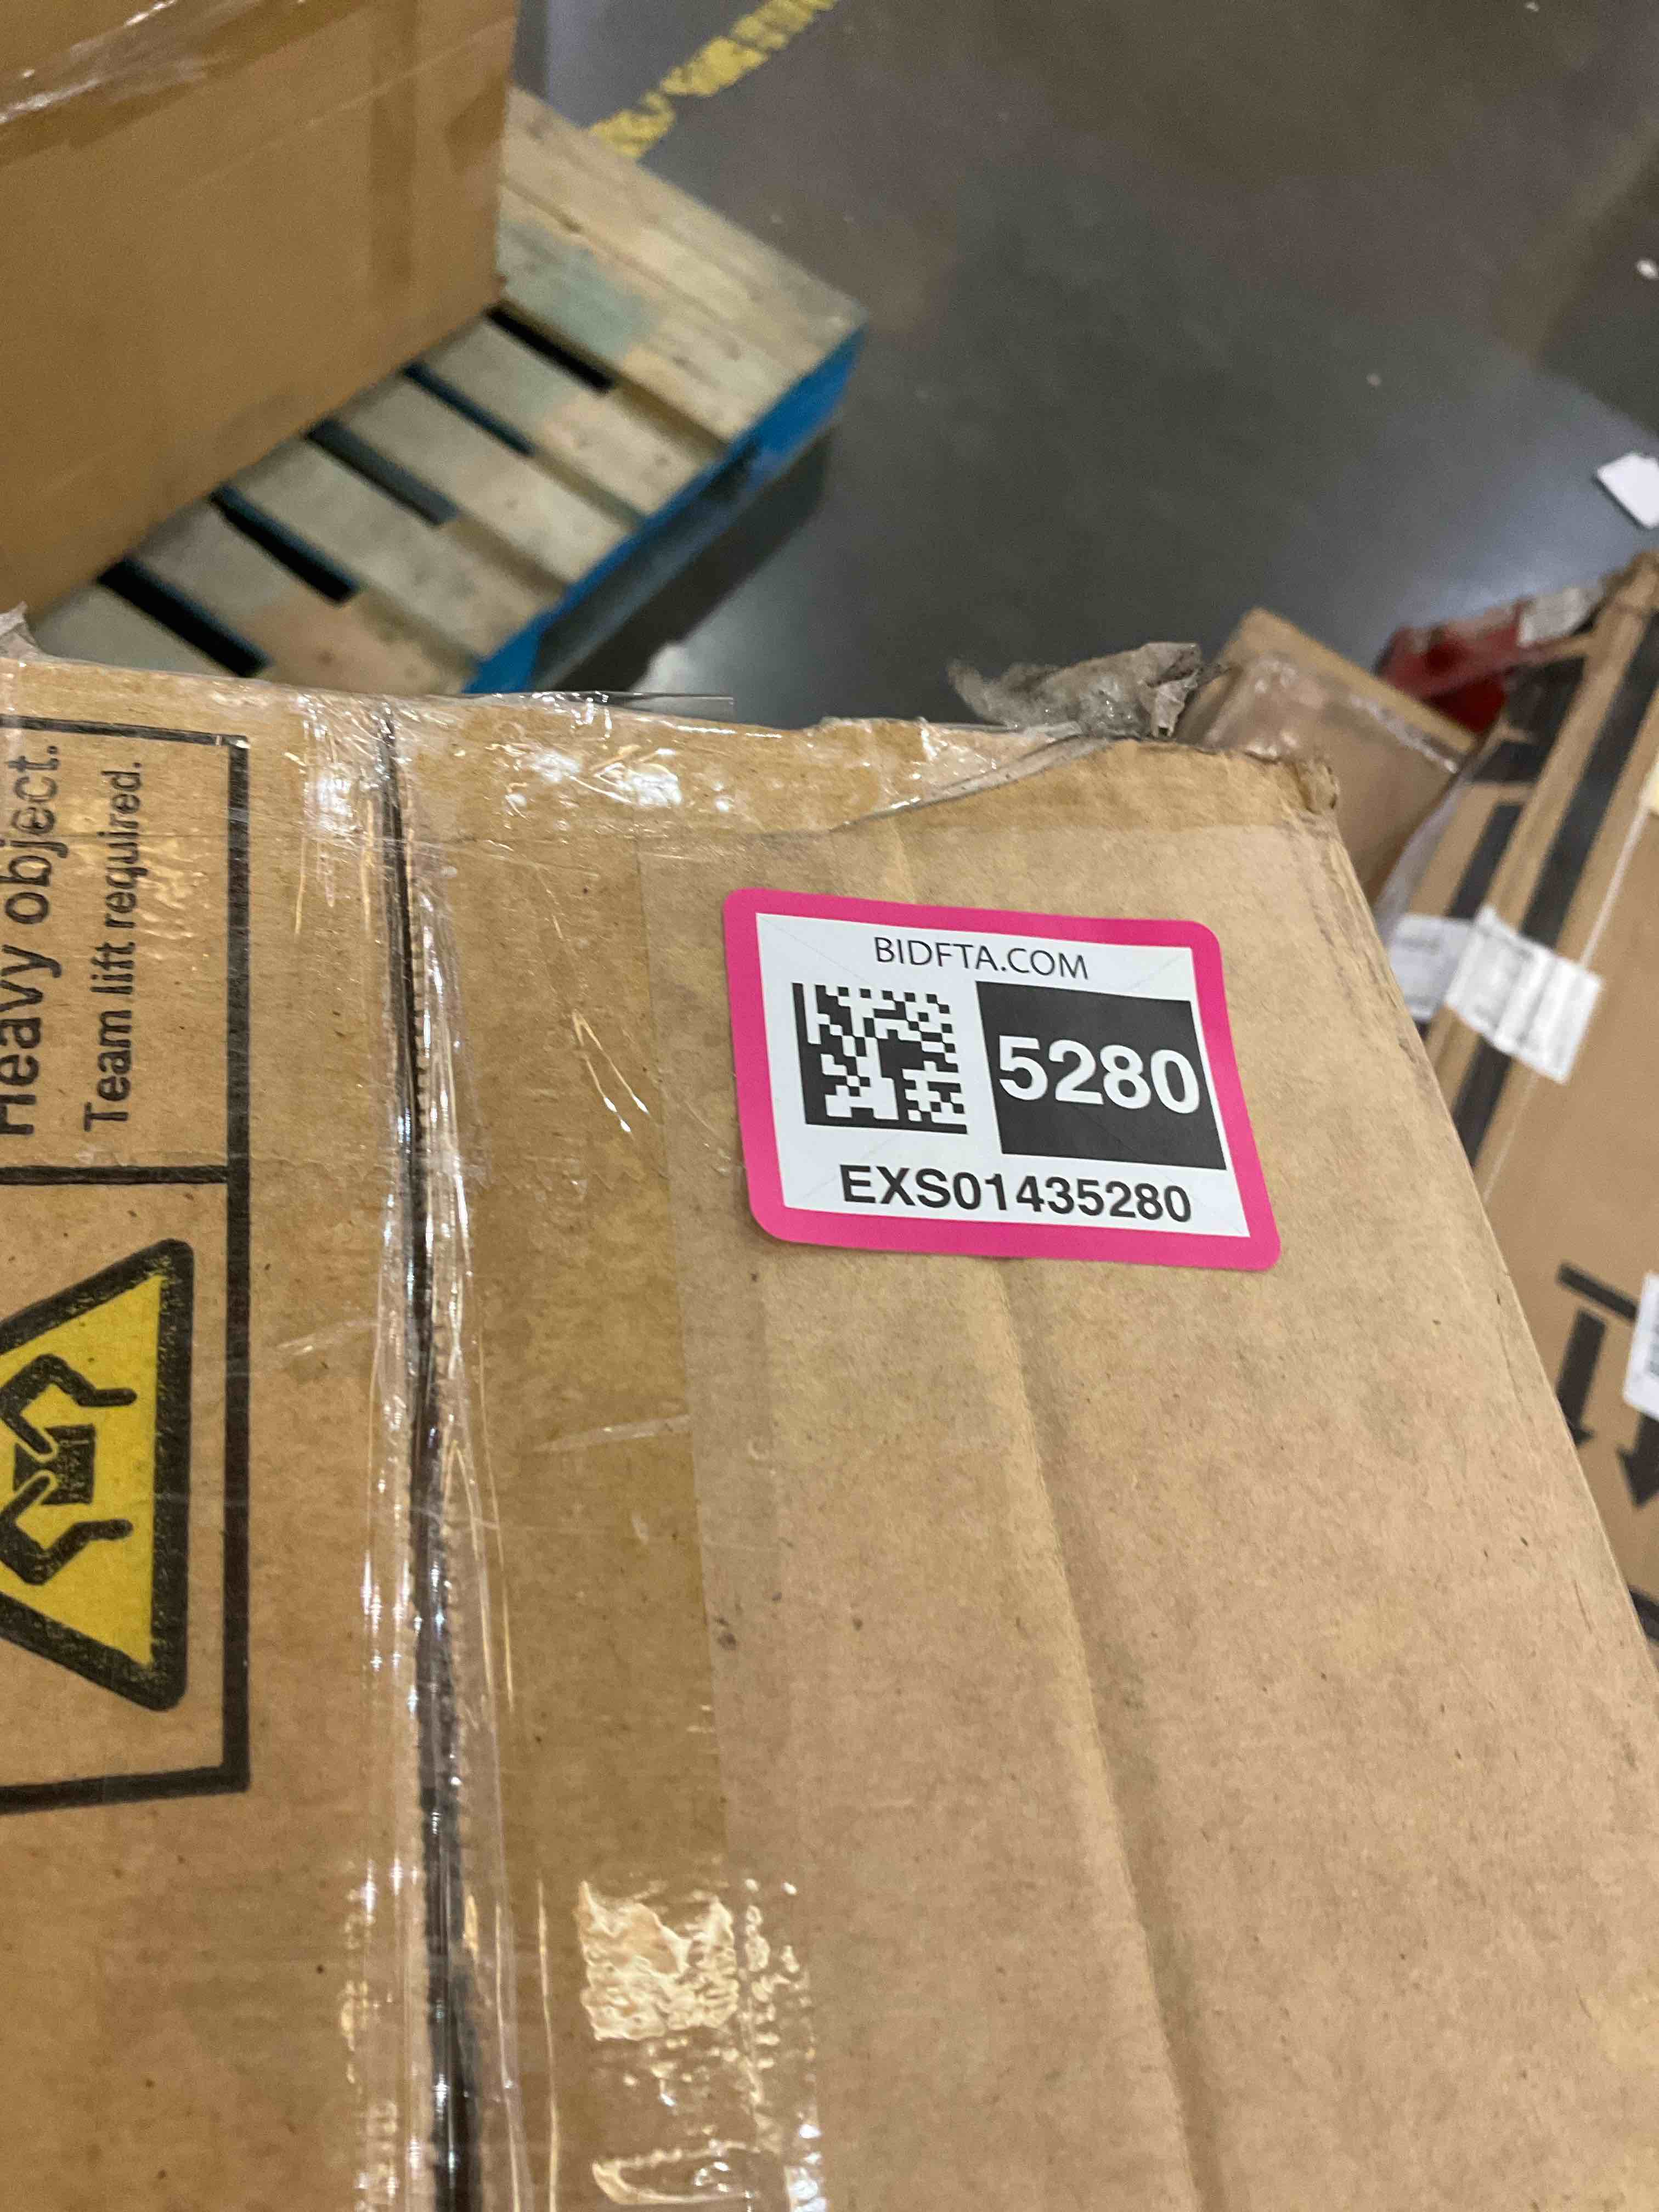 Heavy object.
Team lift required.
BIDFTA.COM
5280
EXS01435280